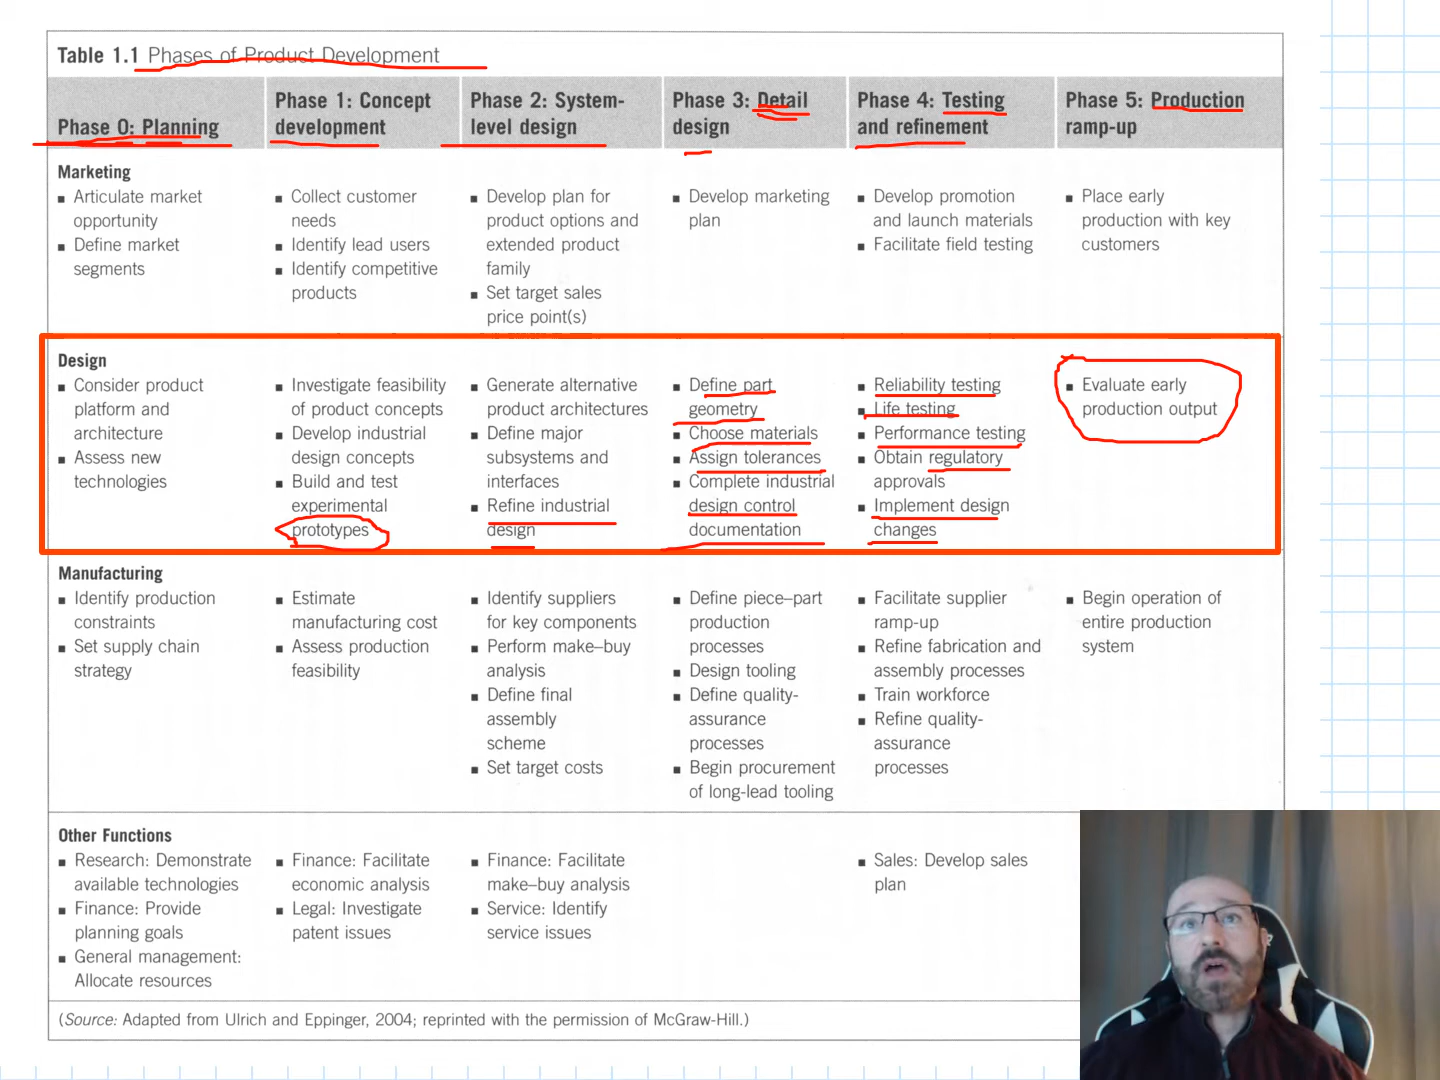 Table 1.1 Phases of Product Development
Phase 0: Planning
Phase 1: Concept
development
Phase 2: System-
level design
Phase 3: Detail
design
Phase 4: Testing
and refinement
Phase 5: Production
ramp-up
Marketing
▪ Articulate market
opportunity
▪ Define market
segments
▪ Collect customer
needs
▪ Identify lead users
▪ Identify competitive
products
▪ Develop plan for
product options and
extended product
family
▪ Set target sales
price point(s)
▪ Develop marketing
plan
▪ Develop promotion
and launch materials
▪ Facilitate field testing
▪ Place early
production with key
customers
Design
▪ Consider product
platform and
architecture
▪ Assess new
technologies
▪ Investigate feasibility
of product concepts
▪ Develop industrial
design concepts
▪ Build and test
experimental
prototypes
▪ Generate alternative
product architectures
▪ Define major
subsystems and
interfaces
▪ Refine industrial
design
▪ Define part
geometry
▪ Choose materials
▪ Assign tolerances
▪ Complete industrial
design control
documentation
▪ Reliability testing
▪ Life testing
▪ Performance testing
▪ Obtain regulatory
approvals
▪ Implement design
changes
▪ Evaluate early
production output
Manufacturing
▪ Identify production
constraints
▪ Set supply chain
strategy
▪ Estimate
manufacturing cost
▪ Assess production
feasibility
▪ Identify suppliers
for key components
▪ Perform make–buy
analysis
▪ Define final
assembly
scheme
▪ Set target costs
▪ Define piece–part
production
processes
▪ Design tooling
▪ Define quality-
assurance
processes
▪ Begin procurement
of long-lead tooling
▪ Facilitate supplier
ramp-up
▪ Refine fabrication and
assembly processes
▪ Train workforce
▪ Refine quality-
assurance
processes
▪ Begin operation of
entire production
system
Other Functions
▪ Research: Demonstrate
available technologies
▪ Finance: Provide
planning goals
▪ General management:
Allocate resources
▪ Finance: Facilitate
economic analysis
▪ Legal: Investigate
patent issues
▪ Finance: Facilitate
make–buy analysis
▪ Service: Identify
service issues
▪ Sales: Develop sales
plan
(Source: Adapted from Ulrich and Eppinger, 2004; reprinted with the permission of McGraw-Hill.)